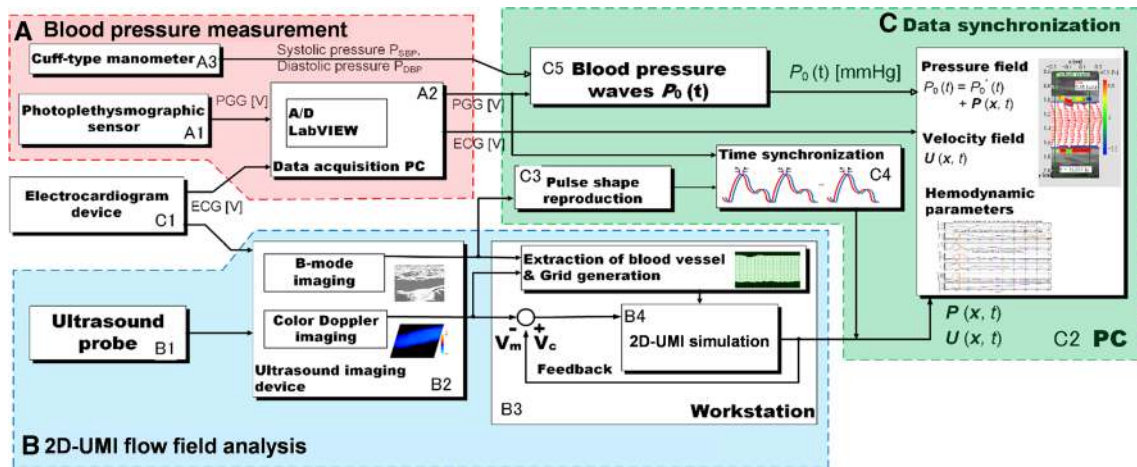 A Blood pressure measurement
Cuff-type manometer A3
Systolic pressure P_SBP,
Diastolic pressure P_DBP
Photoplethysmographic
sensor
A1
PGG [V]
A/D
LabVIEW
A2
Data acquisition PC
PGG [V]
ECG [V]
Electrocardiogram
device
C1
ECG [V]
C Data synchronization
C5 Blood pressure
waves P₀ (t)
P₀ (t) [mmHg]
C3 Pulse shape
reproduction
Time synchronization
C4
Pressure field
P₀ (t) = P₀* (t)
+ P (x, t)
Velocity field
U (x, t)
Hemodynamic
parameters
P (x, t)
U (x, t)
C2 PC
Ultrasound
probe
B1
B-mode
imaging
Color Doppler
imaging
Ultrasound imaging
device
B2
Extraction of blood vessel
& Grid generation
- +
Vm Vc
B4
2D-UMI simulation
Feedback
B3
Workstation
B 2D-UMI flow field analysis